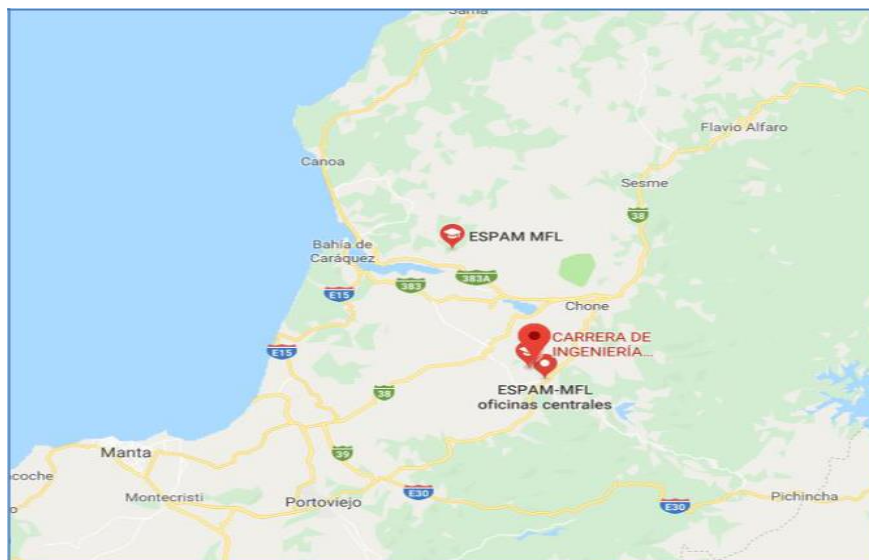 Flavio Alfaro
Canoa
Sesme
38
ESPAM MFL
Bahía de
Caráquez
383A
383
E15
Chone
CARRERA DE
INGENIERÍA...
E15
ESPAM-MFL
oficinas centrales
38
Manta
39
Montecristi
Portoviejo
E30
Pichincha
E30